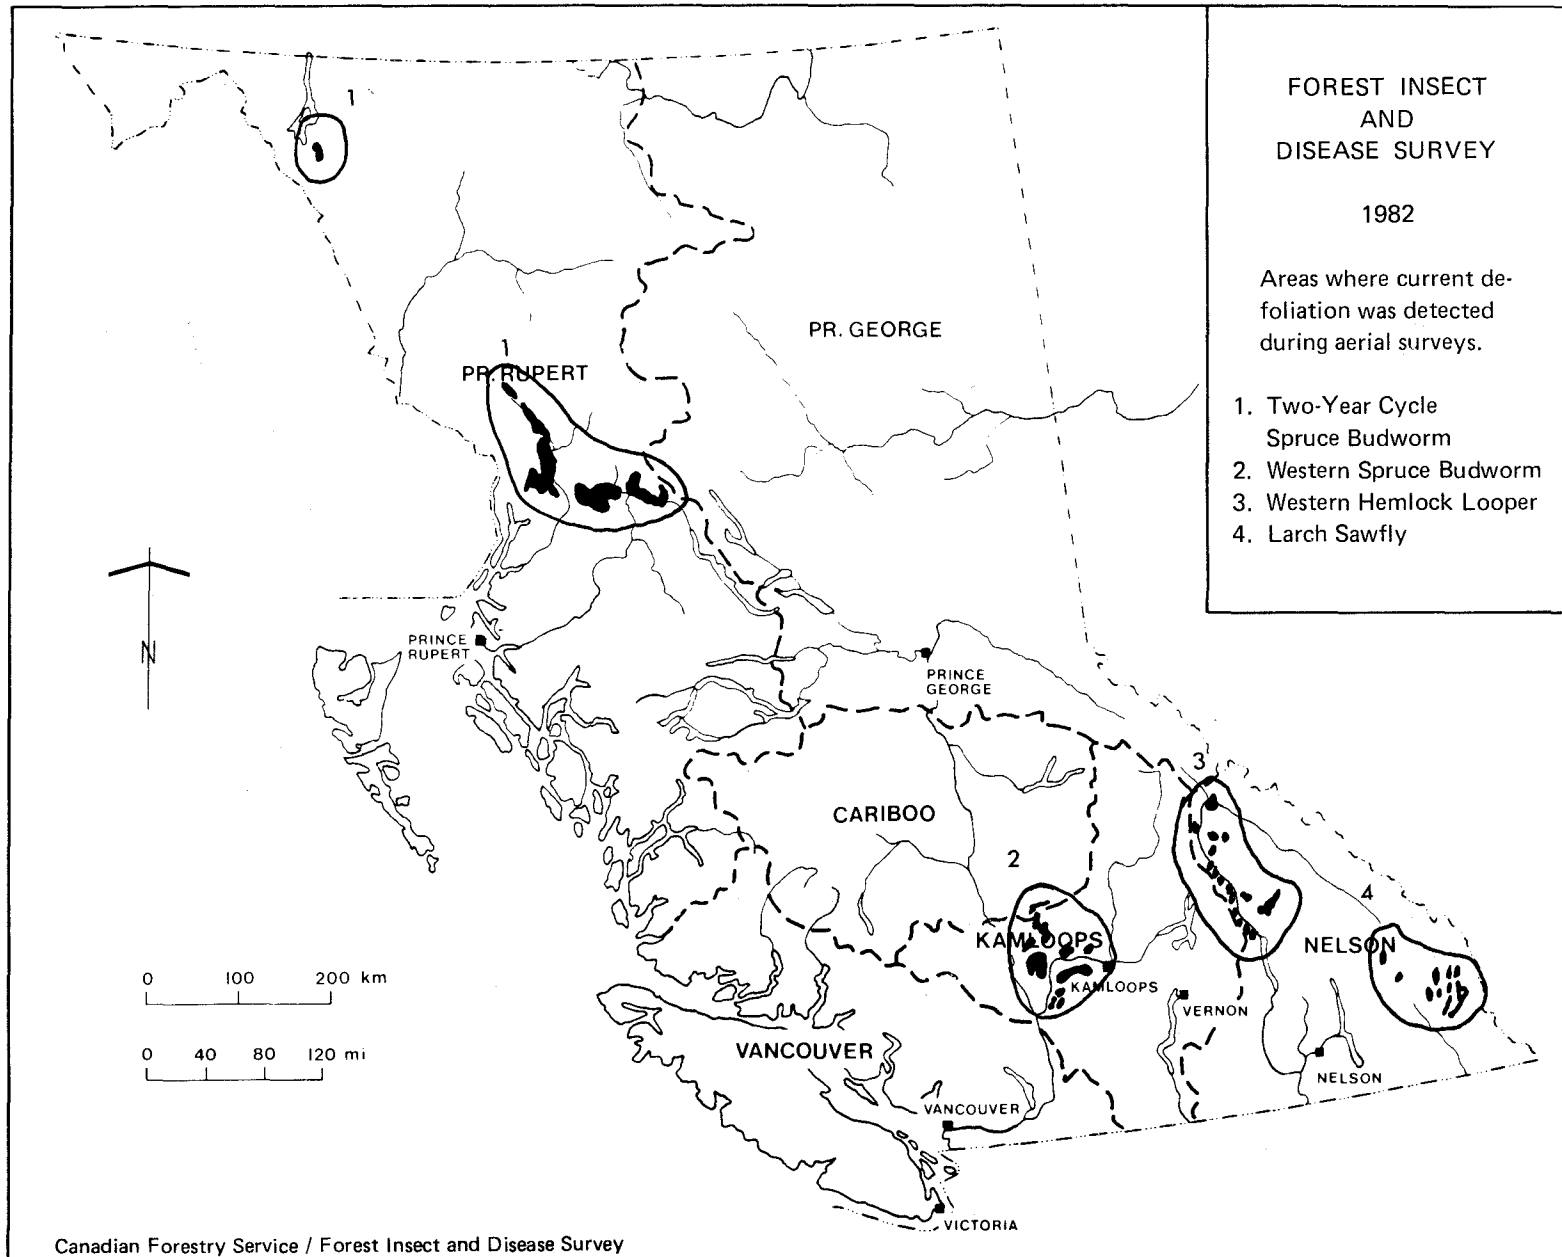 FOREST INSECT
AND
DISEASE SURVEY
1982
Areas where current de-
foliation was detected
during aerial surveys.
1. Two-Year Cycle
Spruce Budworm
2. Western Spruce Budworm
3. Western Hemlock Looper
4. Larch Sawfly
1
PR. GEORGE
1
PR. RUPERT
N
PRINCE
RUPERT
PRINCE
GEORGE
3
CARIBOO
2
4
KAMLOOPS
NELSON
KAMLOOPS
VERNON
0 100 200 km
0 40 80 120 mi
VANCOUVER
NELSON
VANCOUVER
VICTORIA
Canadian Forestry Service / Forest Insect and Disease Survey